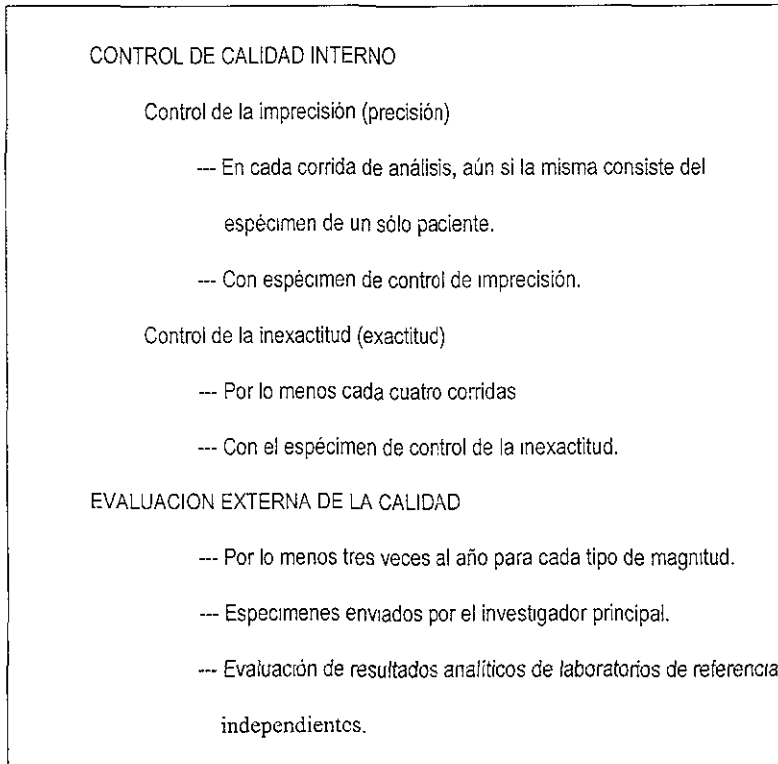 CONTROL DE CALIDAD INTERNO
Control de la imprecisión (precisión)
--- En cada corrida de análisis, aún si la misma consiste del
espécimen de un sólo paciente.
--- Con espécimen de control de imprecisión.
Control de la inexactitud (exactitud)
--- Por lo menos cada cuatro corridas
--- Con el espécimen de control de la inexactitud.
EVALUACION EXTERNA DE LA CALIDAD
--- Por lo menos tres veces al año para cada tipo de magnitud.
--- Especimenes enviados por el investigador principal.
--- Evaluación de resultados analíticos de laboratorios de referencia
independientes.